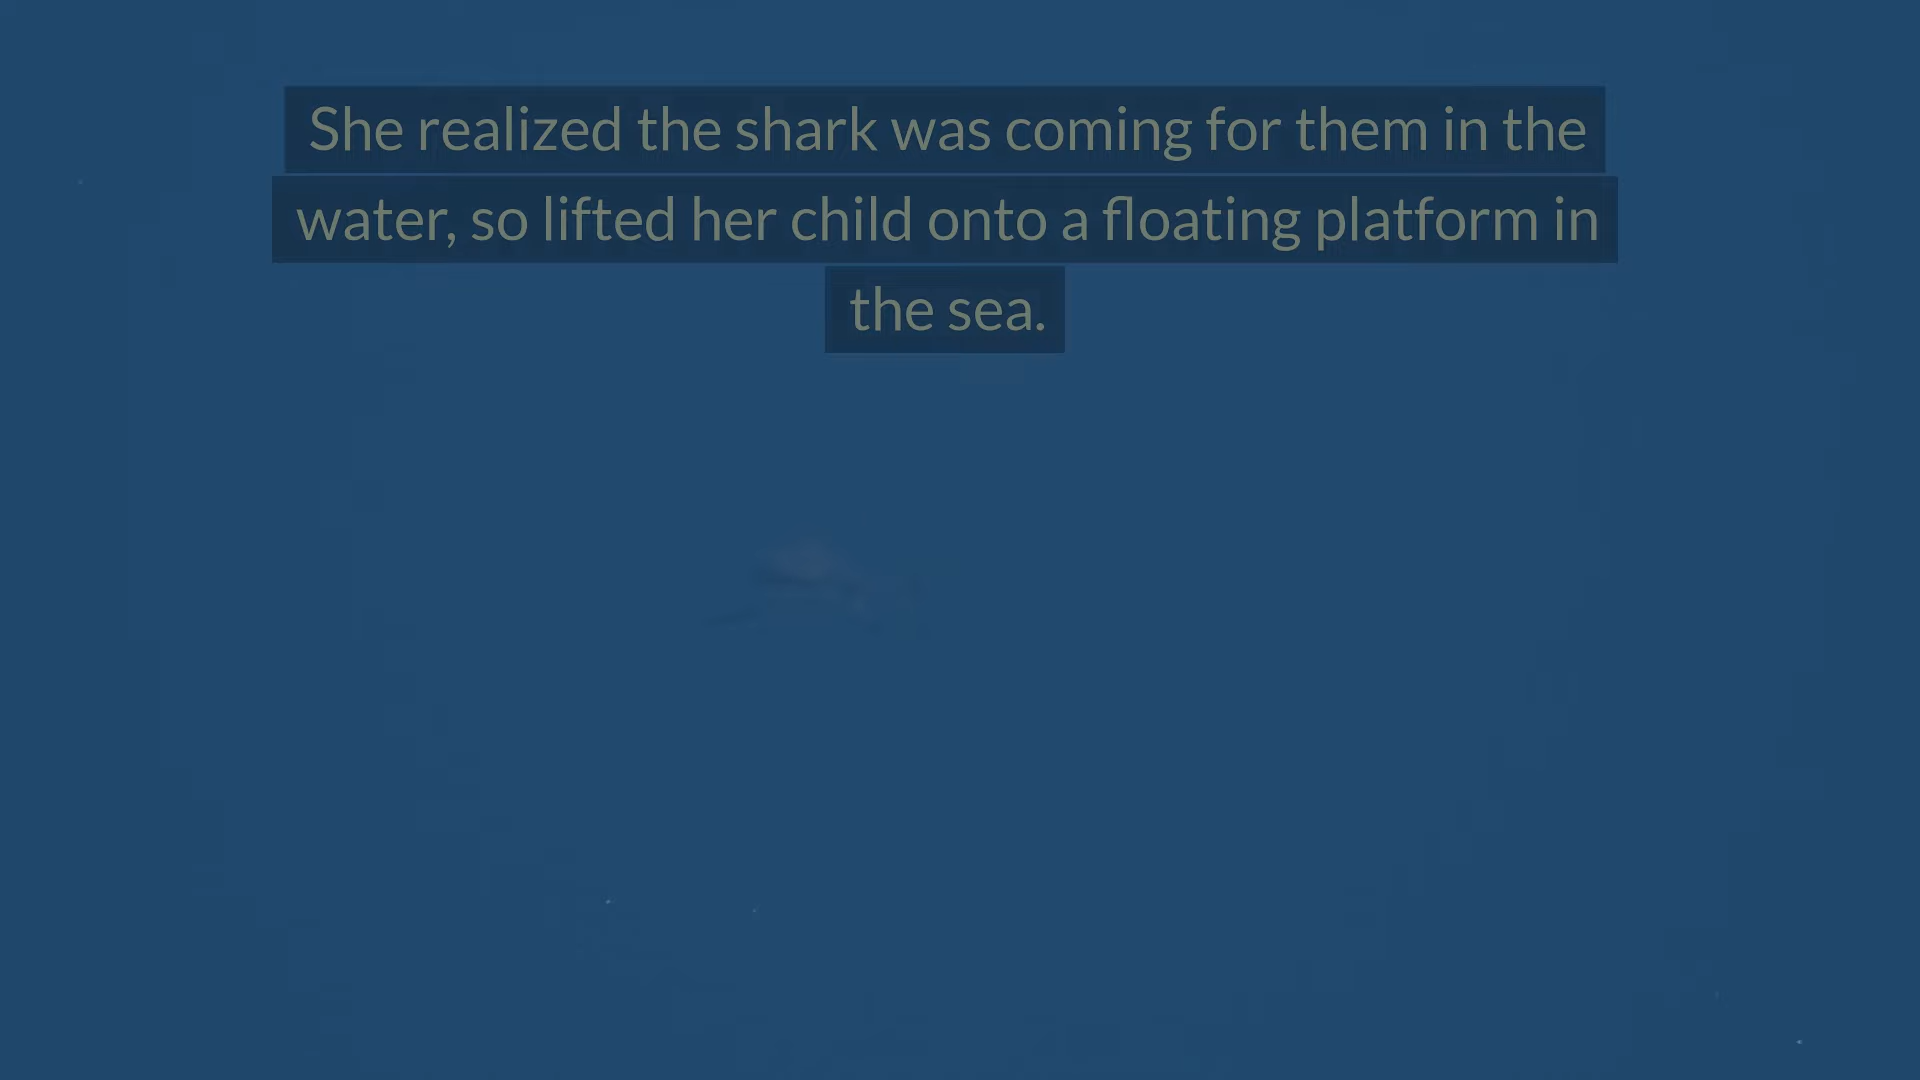 She realized the shark was coming for them in the
water, so lifted her child onto a floating platform in
the sea.